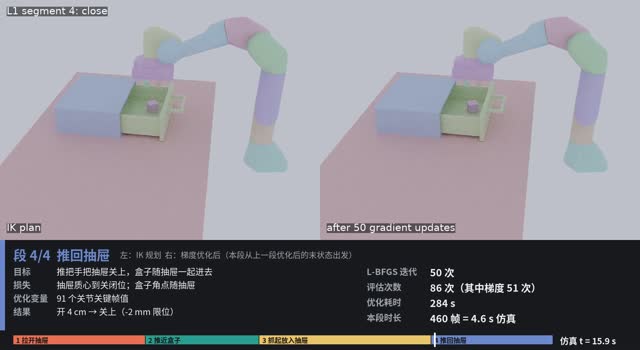 L1 segment 4: close
IK plan
after 50 gradient updates
段 4/4 推回抽屉 左：IK 规划 右：梯度优化后（本段从上一段优化后的末状态出发）
目标 推把手把抽屉关上，盒子随抽屉一起进去
损失 抽屉质心到关闭位；盒子角点随抽屉
优化变量 91 个关节关键帧值
结果 开 4 cm → 关上（-2 mm 限位）
L-BFGS 迭代 50 次
评估次数 86 次（其中梯度 51 次）
优化耗时 284 s
本段时长 460 帧 = 4.6 s 仿真
1 拉开抽屉 2 推近盒子 3 抓起放入抽屉 4 推回抽屉 仿真 t = 15.9 s